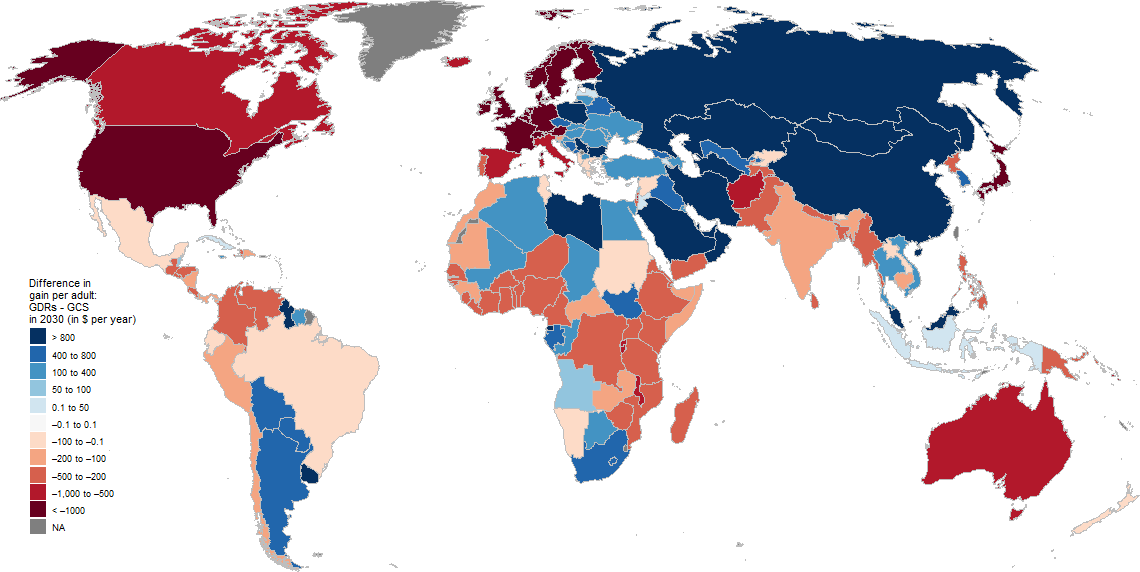 Difference in
gain per adult:
GDRs - GCS
in 2030 (in $ per year)
> 800
400 to 800
100 to 400
50 to 100
0.1 to 50
–0.1 to 0.1
–100 to –0.1
–200 to –100
–500 to –200
–1,000 to –500
< –1000
NA